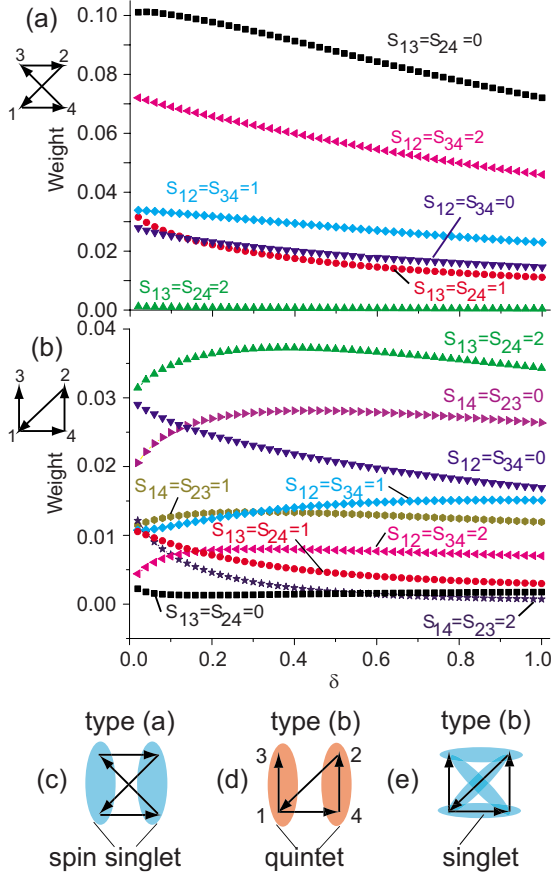 (a)
3 2
1 4
Weight
0.10
0.08
0.06
0.04
0.02
0.00
S13=S24=0
S12=S34=2
S12=S34=1
S12=S34=0
S13=S24=1
S13=S24=2
(b)
3 2
1 4
Weight
0.04
0.03
0.02
0.01
0.00
S13=S24=2
S14=S23=0
S12=S34=0
S14=S23=1
S12=S34=1
S13=S24=1
S12=S34=2
S13=S24=0
S14=S23=2
0.0 0.2 0.4 0.6 0.8 1.0
δ
type (a) type (b) type (b)
(c) (d) 3 2 (e)
1 4
spin singlet quintet singlet